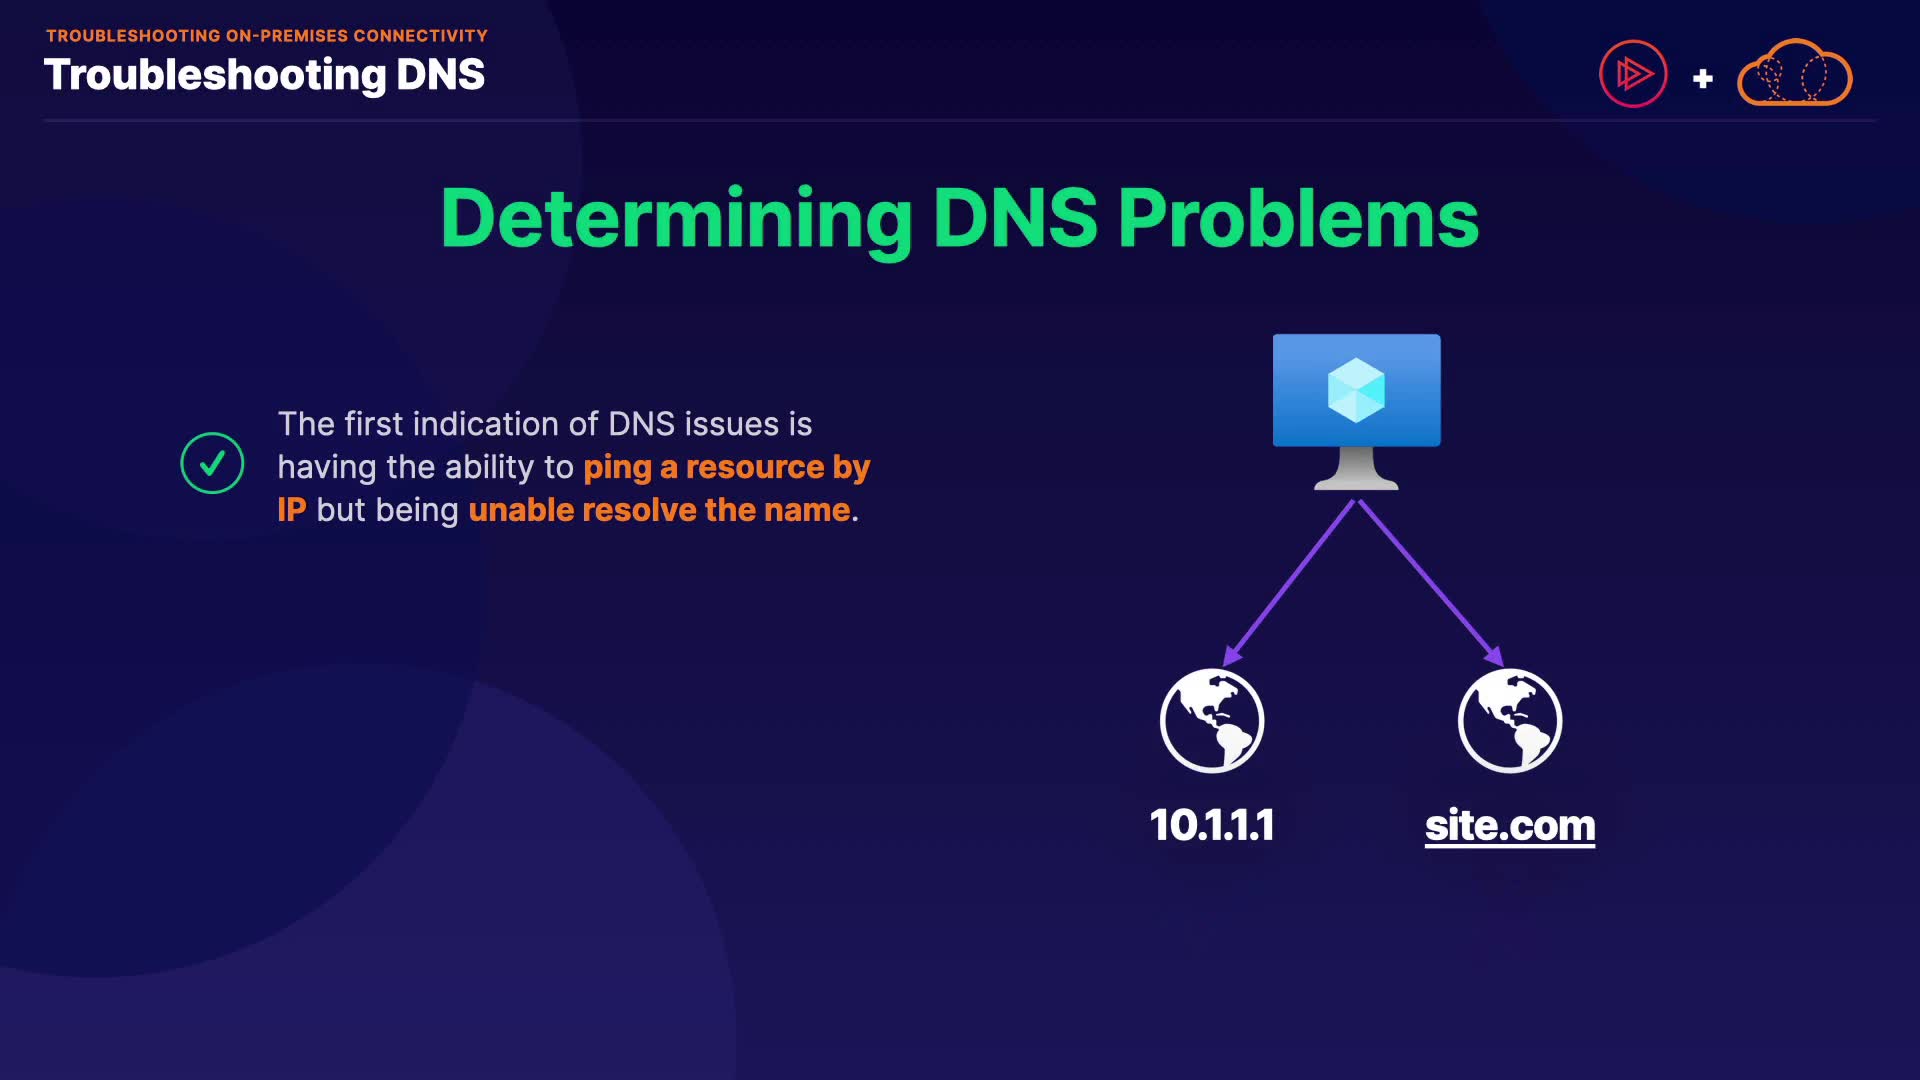 TROUBLESHOOTING ON-PREMISES CONNECTIVITY
Troubleshooting DNS
+
Determining DNS Problems
The first indication of DNS issues is
having the ability to ping a resource by
IP but being unable resolve the name.
10.1.1.1
site.com